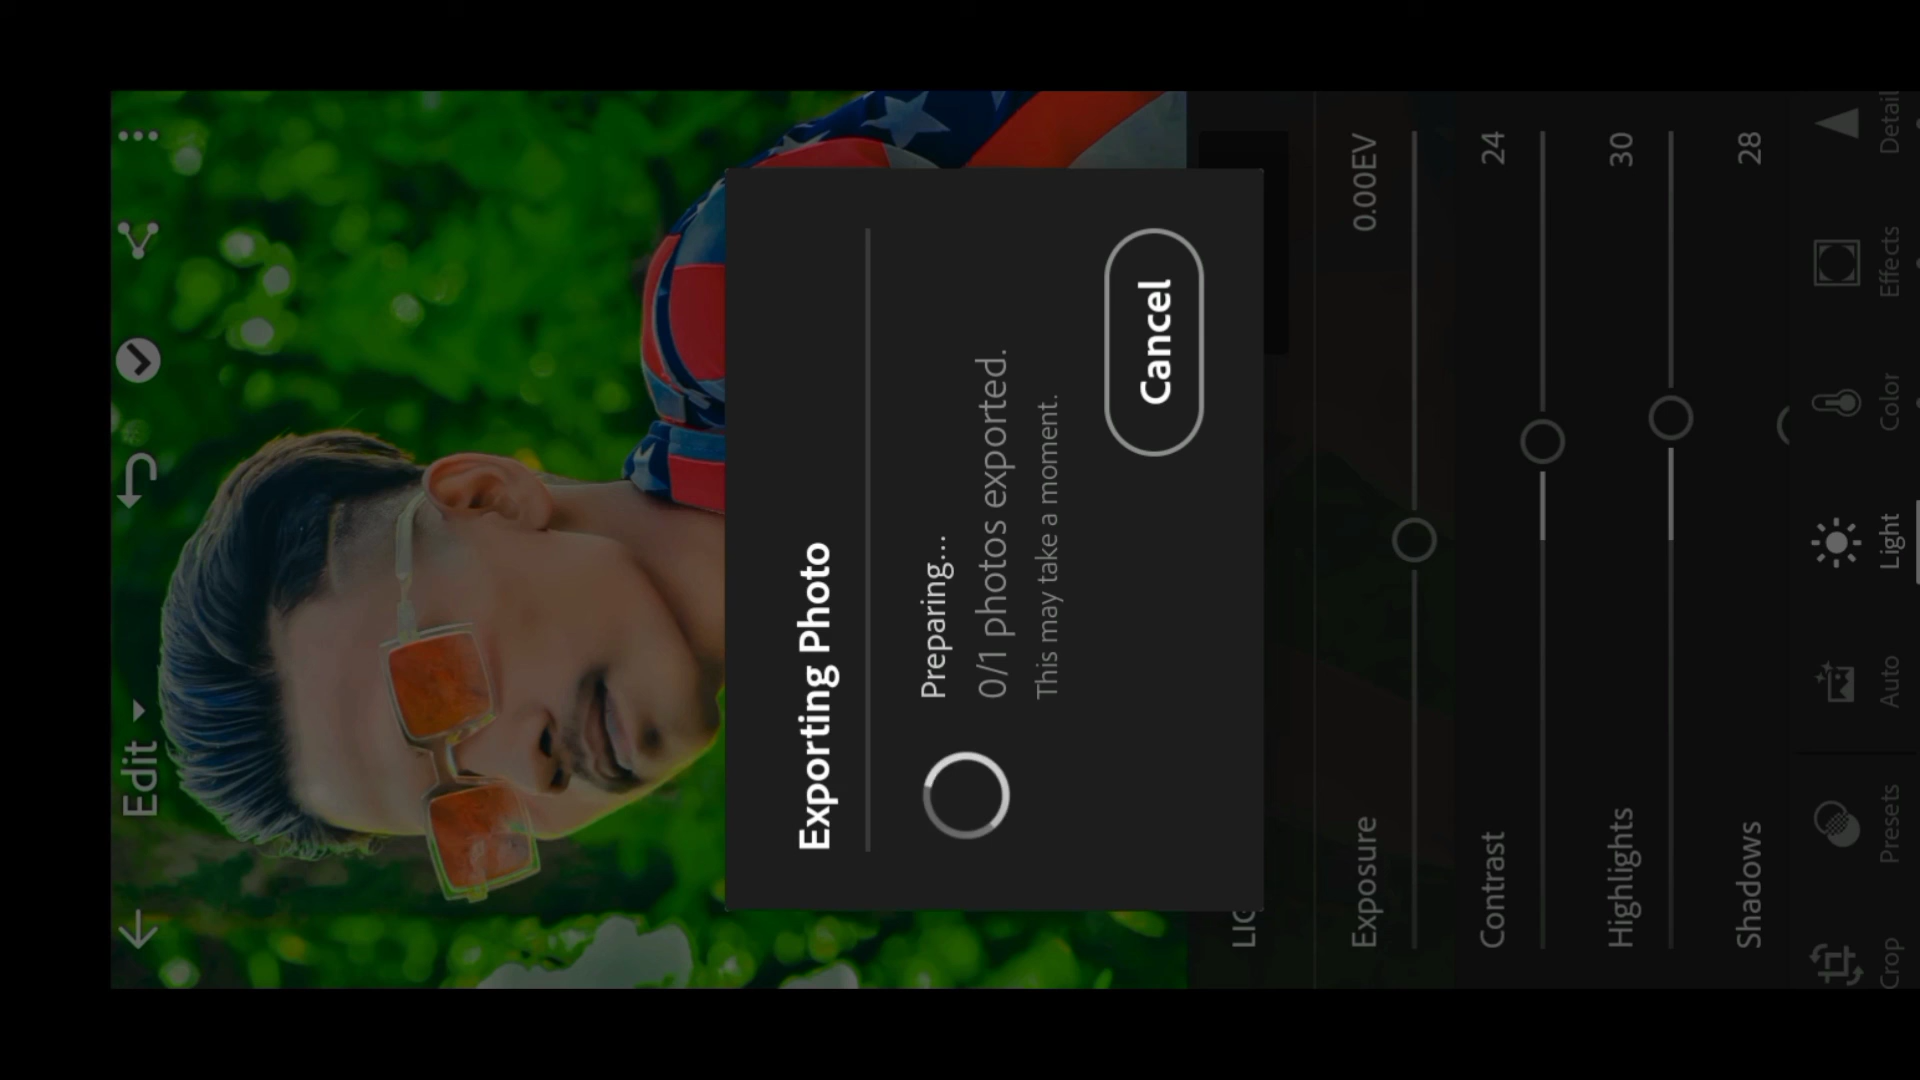 Edit
Exporting Photo
Preparing...
0/1 photos exported.
This may take a moment.
Cancel
LIG
Exposure 0.00EV
Contrast 24
Highlights 30
Shadows 28
Crop Presets Auto Light Color Effects Detail